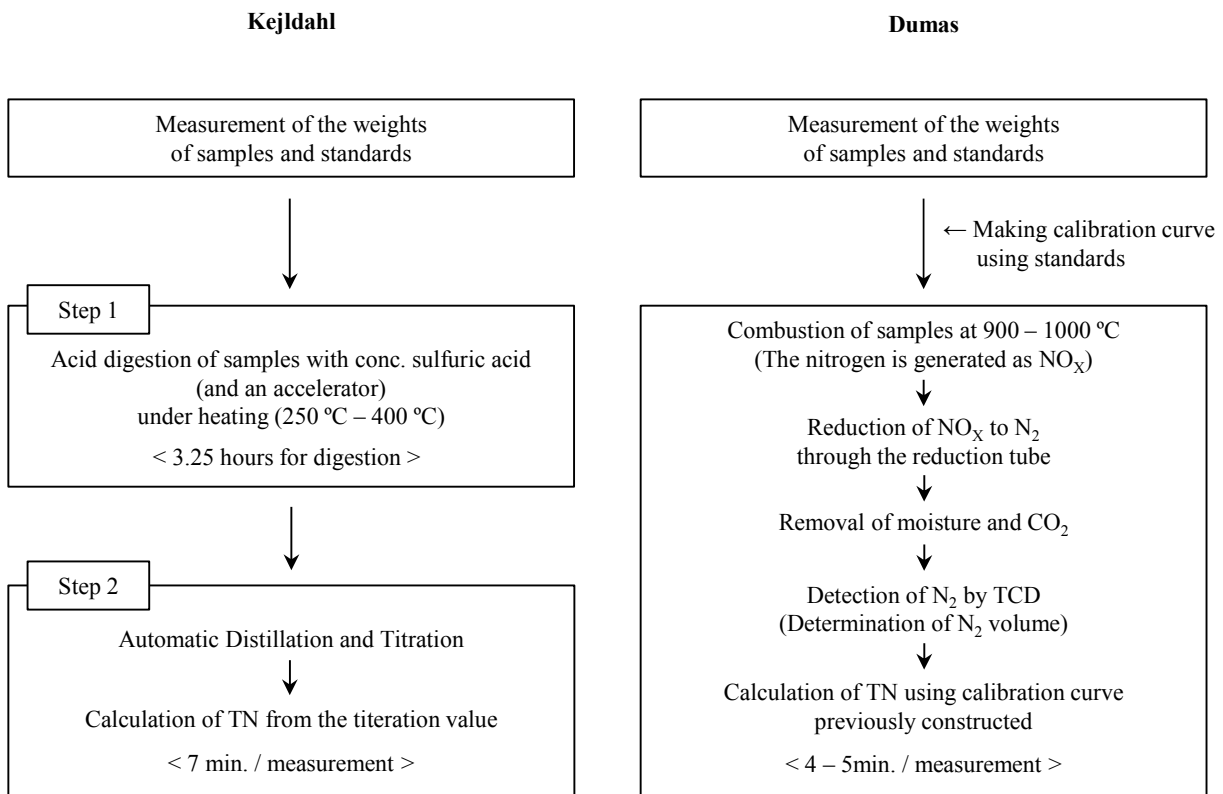 Kejldahl
Measurement of the weights
of samples and standards
Step 1
Acid digestion of samples with conc. sulfuric acid
(and an accelerator)
under heating (250 ºC – 400 ºC)
< 3.25 hours for digestion >
Step 2
Automatic Distillation and Titration
Calculation of TN from the titeration value
< 7 min. / measurement >
Dumas
Measurement of the weights
of samples and standards
← Making calibration curve
using standards
Combustion of samples at 900 – 1000 ºC
(The nitrogen is generated as NOX)
Reduction of NOX to N2
through the reduction tube
Removal of moisture and CO2
Detection of N2 by TCD
(Determination of N2 volume)
Calculation of TN using calibration curve
previously constructed
< 4 – 5min. / measurement >